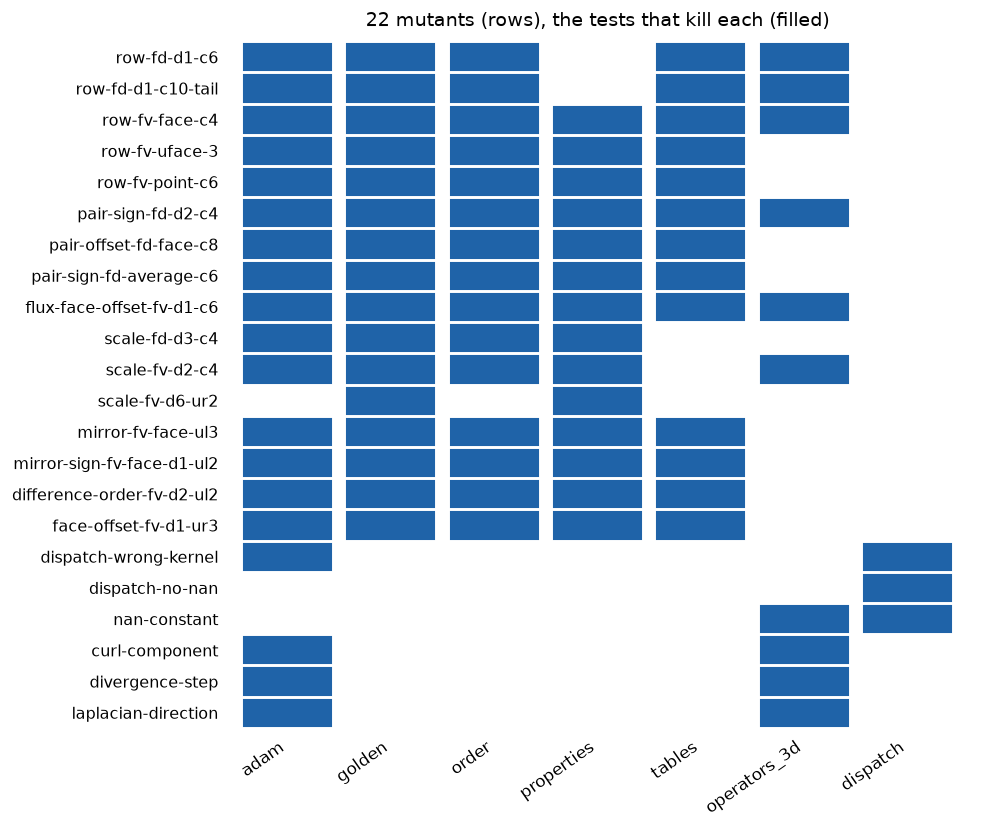 22 mutants (rows), the tests that kill each (filled)
row-fd-d1-c6
row-fd-d1-c10-tail
row-fv-face-c4
row-fv-uface-3
row-fv-point-c6
pair-sign-fd-d2-c4
pair-offset-fd-face-c8
pair-sign-fd-average-c6
flux-face-offset-fv-d1-c6
scale-fd-d3-c4
scale-fv-d2-c4
scale-fv-d6-ur2
mirror-fv-face-ul3
mirror-sign-fv-face-d1-ul2
difference-order-fv-d2-ul2
face-offset-fv-d1-ur3
dispatch-wrong-kernel
dispatch-no-nan
nan-constant
curl-component
divergence-step
laplacian-direction
adam
golden
order
properties
tables
operators_3d
dispatch